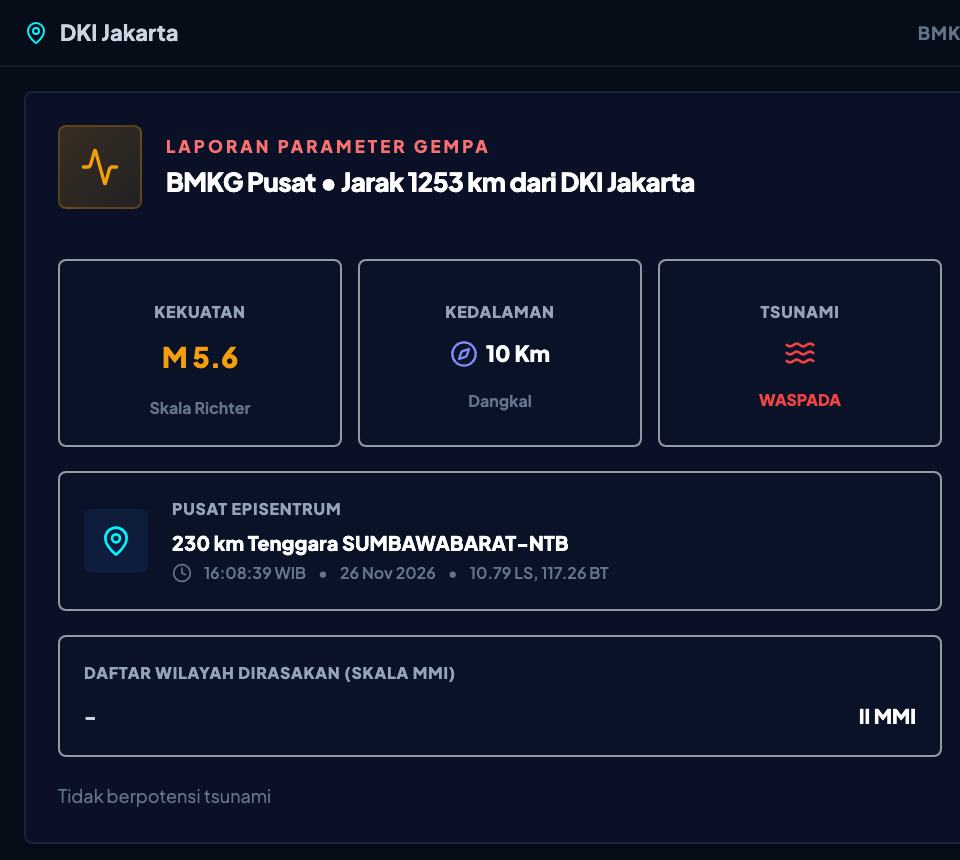 DKI Jakarta
BMK
LAPORAN PARAMETER GEMPA
BMKG Pusat ● Jarak 1253 km dari DKI Jakarta
KEKUATAN
M 5.6
Skala Richter
KEDALAMAN
10 Km
Dangkal
TSUNAMI
WASPADA
PUSAT EPISENTRUM
230 km Tenggara SUMBAWABARAT-NTB
16:08:39 WIB ● 26 Nov 2026 ● 10.79 LS, 117.26 BT
DAFTAR WILAYAH DIRASAKAN (SKALA MMI)
- II MMI
Tidak berpotensi tsunami